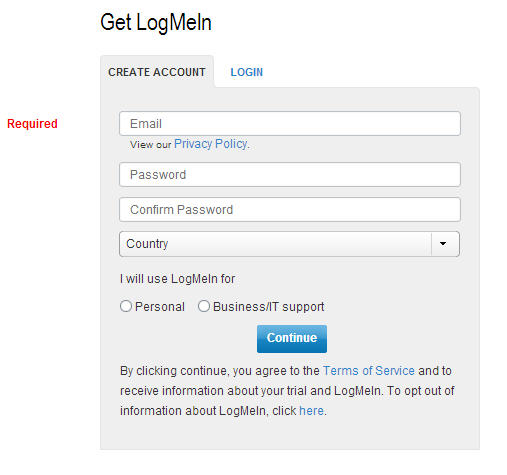 Get LogMeIn
CREATE ACCOUNT LOGIN
Required
Email
View our Privacy Policy.
Password
Confirm Password
Country
I will use LogMeIn for
Personal Business/IT support
Continue
By clicking continue, you agree to the Terms of Service and to
receive information about your trial and LogMeIn. To opt out of
information about LogMeIn, click here.